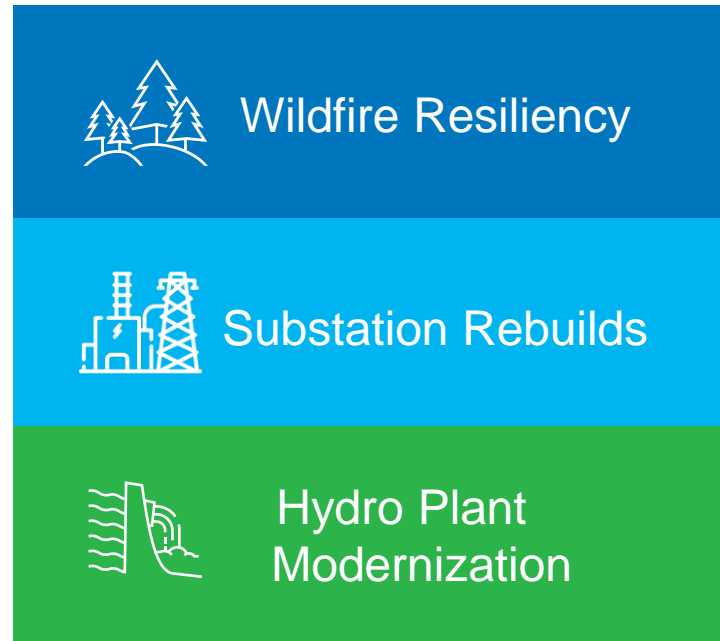 Wildfire Resiliency
Substation Rebuilds
Hydro Plant
Modernization